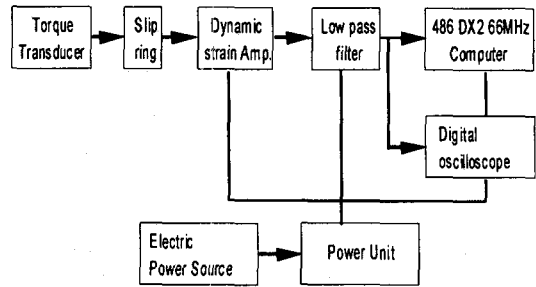 Torque
Transducer
Slip
ring
Dynamic
strain Amp.
Low pass
filter
486 DX2 66MHz
Computer
Digital
oscilloscope
Electric
Power Source
Power Unit